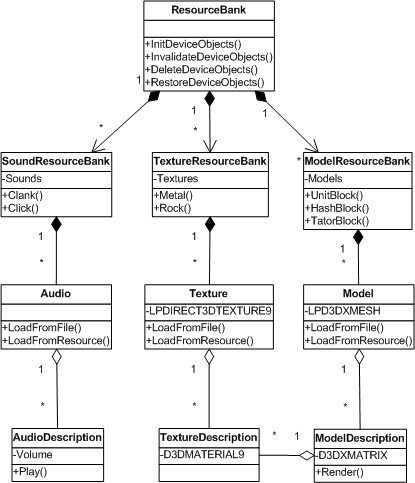 ResourceBank
+InitDeviceObjects()
+InvalidateDeviceObjects()
+DeleteDeviceObjects()
+RestoreDeviceObjects()
1
1
1
*
*
*
SoundResourceBank
-Sounds
+Clank()
+Click()
TextureResourceBank
-Textures
+Metal()
+Rock()
ModelResourceBank
-Models
+UnitBlock()
+HashBlock()
+TatorBlock()
1
1
1
*
*
*
Audio
+LoadFromFile()
+LoadFromResource()
Texture
-LPDIRECT3DTEXTURE9
+LoadFromFile()
+LoadFromResource()
Model
-LPD3DXMESH
+LoadFromFile()
+LoadFromResource()
1
1
1
*
*
*
AudioDescription
-Volume
+Play()
TextureDescription
-D3DMATERIAL9
*
1
ModelDescription
-D3DXMATRIX
+Render()